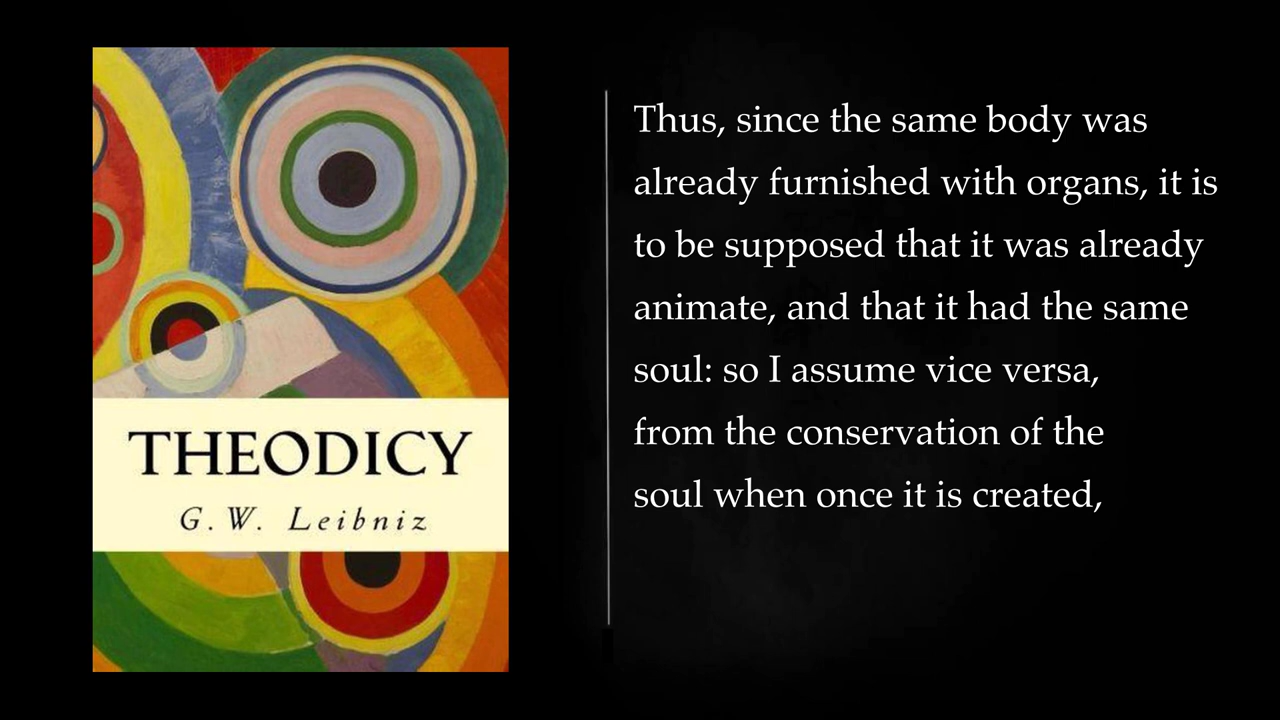 THEODICY
G.W. Leibniz
Thus, since the same body was
already furnished with organs, it is
to be supposed that it was already
animate, and that it had the same
soul: so I assume vice versa,
from the conservation of the
soul when once it is created,